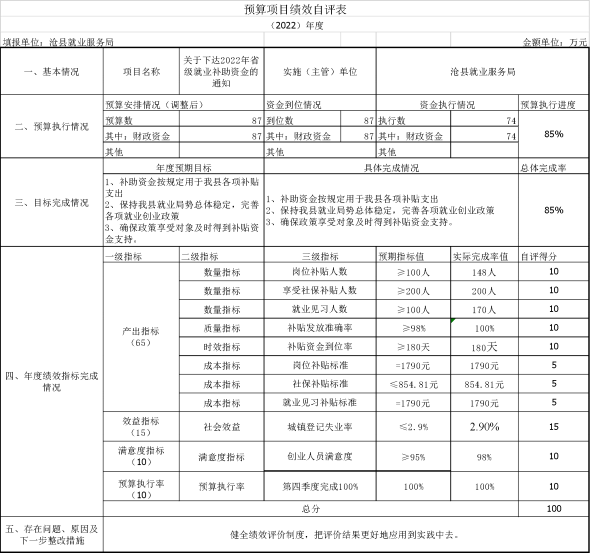 预算项目绩效自评表
（2022）年度
填报单位：沧县就业服务局 金额单位：万元
一、基本情况 项目名称 关于下达2022年省级就业补助资金的通知 实施（主管）单位 沧县就业服务局
二、预算执行情况 预算安排情况（调整后） 资金到位情况 资金执行情况 预算执行进度
预算数 87 到位数 87 执行数 74 85%
其中：财政资金 87 其中：财政资金 87 其中：财政资金 74
其他 其他 其他
三、目标完成情况 年度预期目标 具体完成情况 总体完成率
1、补助资金按规定用于我县各项补贴支出
2、保持我县就业局势总体稳定，完善各项就业创业政策
3、确保政策享受对象及时得到补贴资金支持。
1、补助资金按规定用于我县各项补贴支出
2、保持我县就业局势总体稳定，完善各项就业创业政策
3、确保政策享受对象及时得到补贴资金支持。
85%
四、年度绩效指标完成情况 一级指标 二级指标 三级指标 预期指标值 实际完成率值 自评得分
产出指标（65） 数量指标 岗位补贴人数 ≥100人 148人 10
数量指标 享受社保补贴人数 ≥200人 200人 10
数量指标 就业见习人数 ≥100人 170人 10
质量指标 补贴发放准确率 ≥98% 100% 10
时效指标 补贴资金到位率 ≥180天 180天 10
成本指标 岗位补贴标准 =1790元 1790元 5
成本指标 社保补贴标准 ≤854.81元 854.81元 5
成本指标 就业见习补贴标准 =1790元 1790元 5
效益指标（15） 社会效益 城镇登记失业率 ≤2.9% 2.90% 15
满意度指标（10） 满意度指标 创业人员满意度 ≥95% 98% 10
预算执行率（10） 预算执行率 第四季度完成100% 100% 100% 10
总分 100
五、存在问题、原因及下一步整改措施 健全绩效评价制度，把评价结果更好地应用到实践中去。